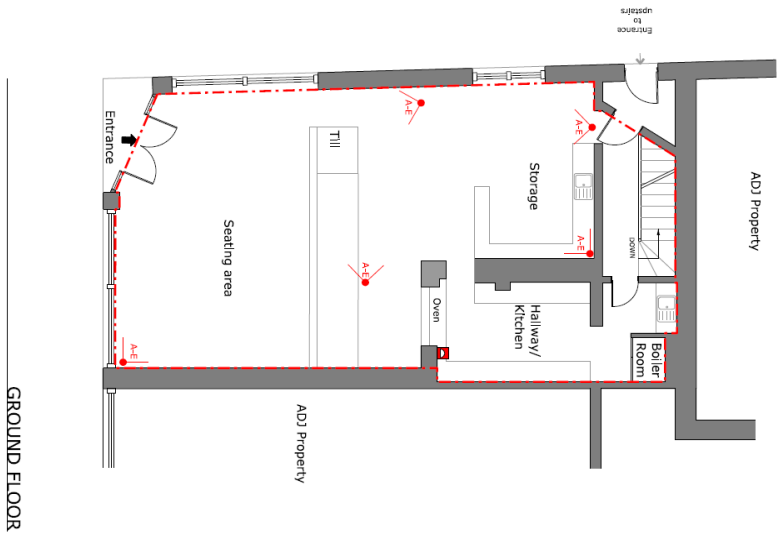 Entrance
to
upstairs
Entrance
Till
Storage
A-E
A-E
A-E
A-E
A-E
Seating area
DOWN
ADJ Property
Oven
Hallway/
Kitchen
Boiler
Room
ADJ Property
GROUND FLOOR